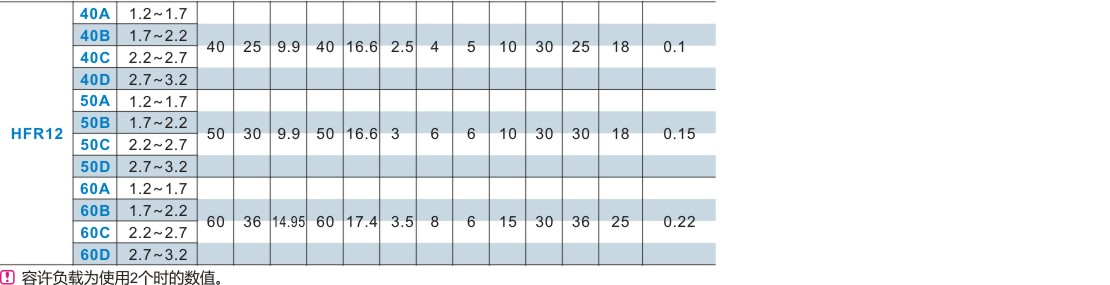 40A 1.2~1.7
40B 1.7~2.2
40 25 9.9 40 16.6 2.5 4 5 10 30 25 18 0.1
40C 2.2~2.7
40D 2.7~3.2
50A 1.2~1.7
50B 1.7~2.2
HFR12 50 30 9.9 50 16.6 3 6 6 10 30 30 18 0.15
50C 2.2~2.7
50D 2.7~3.2
60A 1.2~1.7
60B 1.7~2.2
60 36 14.95 60 17.4 3.5 8 6 15 30 36 25 0.22
60C 2.2~2.7
60D 2.7~3.2
容许负载为使用2个时的数值。